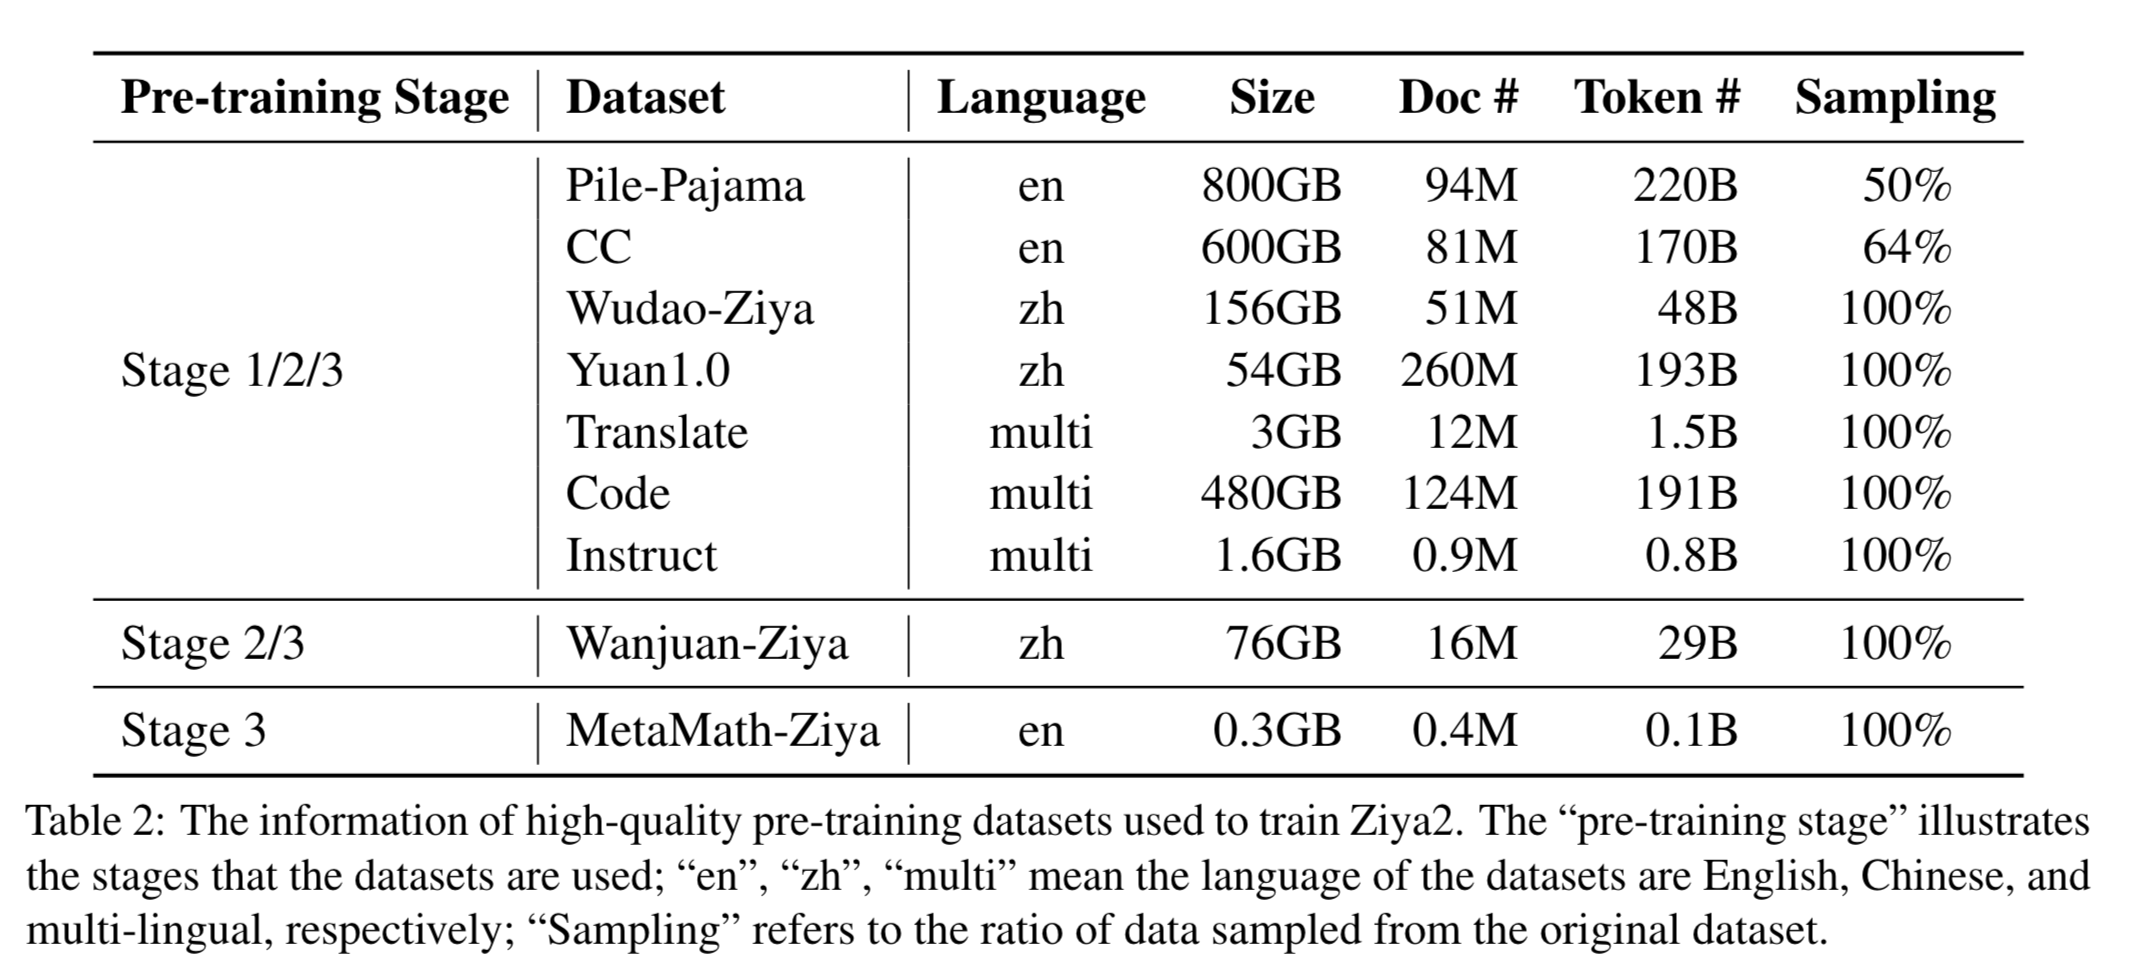 Pre-training Stage Dataset Language Size Doc # Token # Sampling
Pile-Pajama en 800GB 94M 220B 50%
CC en 600GB 81M 170B 64%
Wudao-Ziya zh 156GB 51M 48B 100%
Stage 1/2/3 Yuan1.0 zh 54GB 260M 193B 100%
Translate multi 3GB 12M 1.5B 100%
Code multi 480GB 124M 191B 100%
Instruct multi 1.6GB 0.9M 0.8B 100%
Stage 2/3 Wanjuan-Ziya zh 76GB 16M 29B 100%
Stage 3 MetaMath-Ziya en 0.3GB 0.4M 0.1B 100%
Table 2: The information of high-quality pre-training datasets used to train Ziya2. The “pre-training stage” illustrates
the stages that the datasets are used; “en”, “zh”, “multi” mean the language of the datasets are English, Chinese, and
multi-lingual, respectively; “Sampling” refers to the ratio of data sampled from the original dataset.